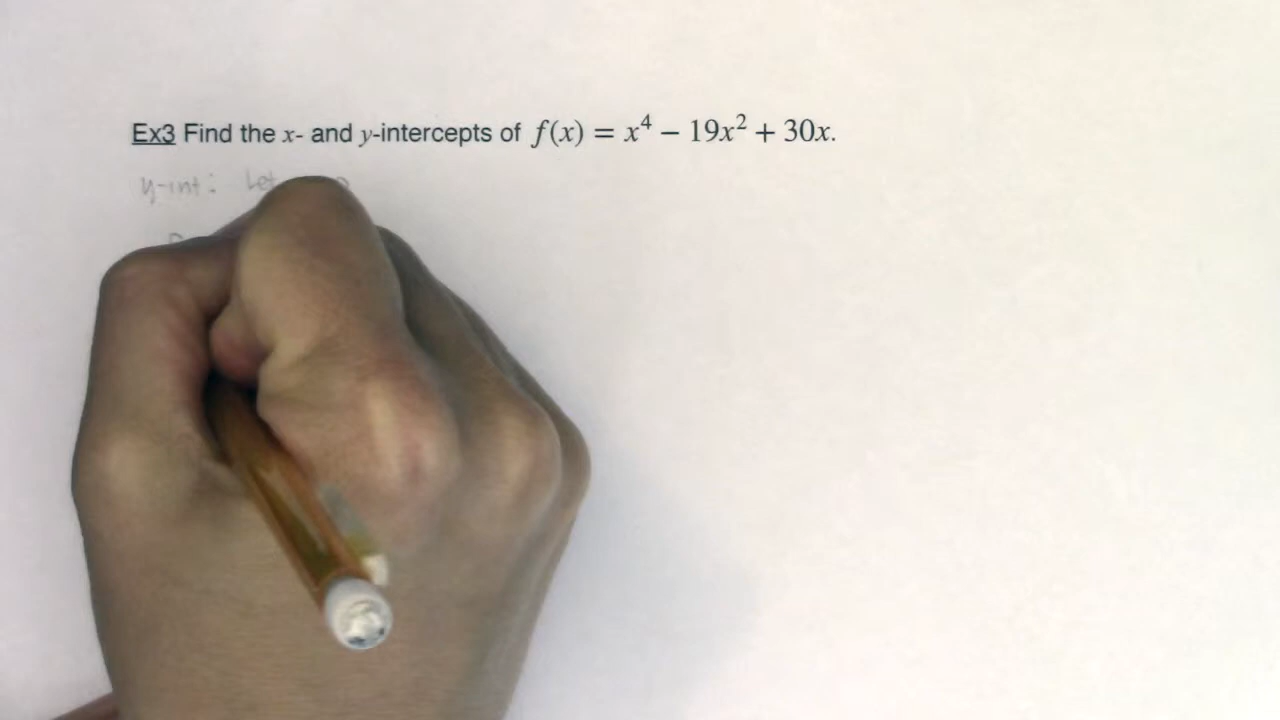 Ex3 Find the x- and y-intercepts of f(x) = x⁴ − 19x² + 30x.
y-int: Let